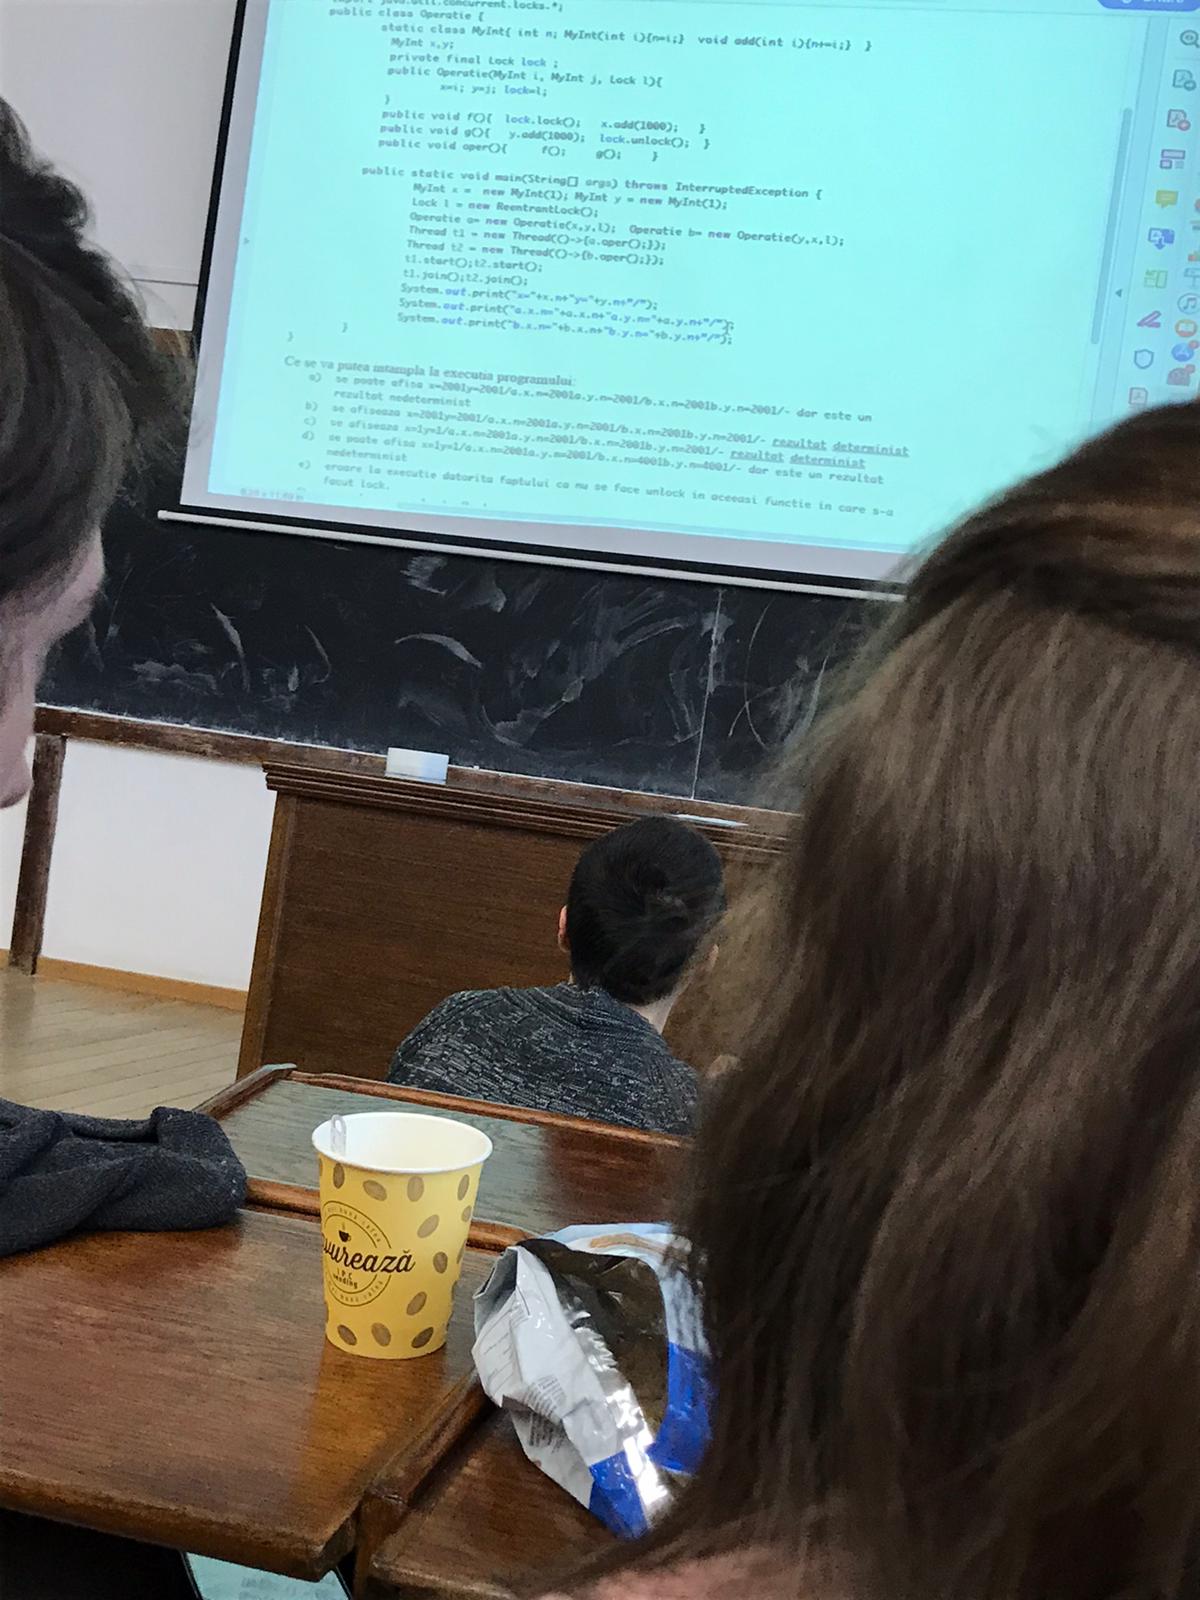 import java.util.concurrent.locks.*;
public class Operatie {
static class MyInt{ int n; MyInt(int i){n=i;} void add(int i){n+=i;} }
MyInt x,y;
private final Lock lock ;
public Operatie(MyInt i, MyInt j, Lock l){
x=i; y=j; lock=l;
}
public void f(){ lock.lock(); x.add(1000); }
public void g(){ y.add(1000); lock.unlock(); }
public void oper(){ f(); g(); }
public static void main(String[] args) throws InterruptedException {
MyInt x = new MyInt(1); MyInt y = new MyInt(1);
Lock l = new ReentrantLock();
Operatie a= new Operatie(x,y,l); Operatie b= new Operatie(y,x,l);
Thread t1 = new Thread(()->{a.oper();});
Thread t2 = new Thread(()->{b.oper();});
t1.start();t2.start();
t1.join();t2.join();
System.out.print("x="+x.n+"y="+y.n+"/");
System.out.print("a.x.n="+a.x.n+"a.y.n="+a.y.n+"/");
System.out.print("b.x.n="+b.x.n+"b.y.n="+b.y.n+"/");
}
}
Ce se va putea intampla la executia programului:
a) se poate afisa x=2001y=2001/a.x.n=2001a.y.n=2001/b.x.n=2001b.y.n=2001/- dar este un
rezultat nedeterminist
b) se afiseaza x=2001y=2001/a.x.n=2001a.y.n=2001/b.x.n=2001b.y.n=2001/- rezultat determinist
c) se afiseaza x=1y=1/a.x.n=2001a.y.n=2001/b.x.n=2001b.y.n=2001/- rezultat determinist
d) se poate afisa x=1y=1/a.x.n=2001a.y.n=2001/b.x.n=4001b.y.n=4001/- dar este un rezultat
nedeterminist
e) eroare la executie datorita faptului ca nu se face unlock in aceeasi functie in care s-a
facut lock.
IPC
vending